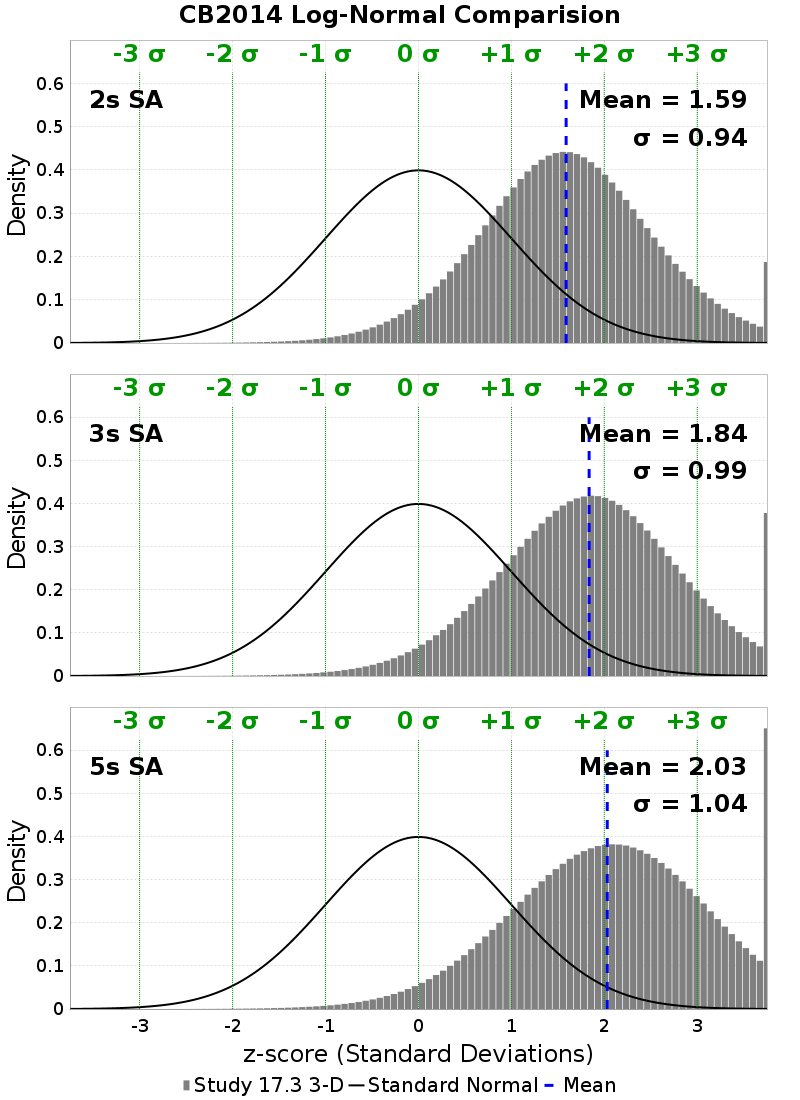 CB2014 Log-Normal Comparision
-3 σ -2 σ -1 σ 0 σ +1 σ +2 σ +3 σ
2s SA
Mean = 1.59
σ = 0.94
Density
0.6
0.5
0.4
0.3
0.2
0.1
0
-3 σ -2 σ -1 σ 0 σ +1 σ +2 σ +3 σ
3s SA
Mean = 1.84
σ = 0.99
Density
0.6
0.5
0.4
0.3
0.2
0.1
0
-3 σ -2 σ -1 σ 0 σ +1 σ +2 σ +3 σ
5s SA
Mean = 2.03
σ = 1.04
Density
0.6
0.5
0.4
0.3
0.2
0.1
0
-3 -2 -1 0 1 2 3
z-score (Standard Deviations)
Study 17.3 3-D Standard Normal Mean